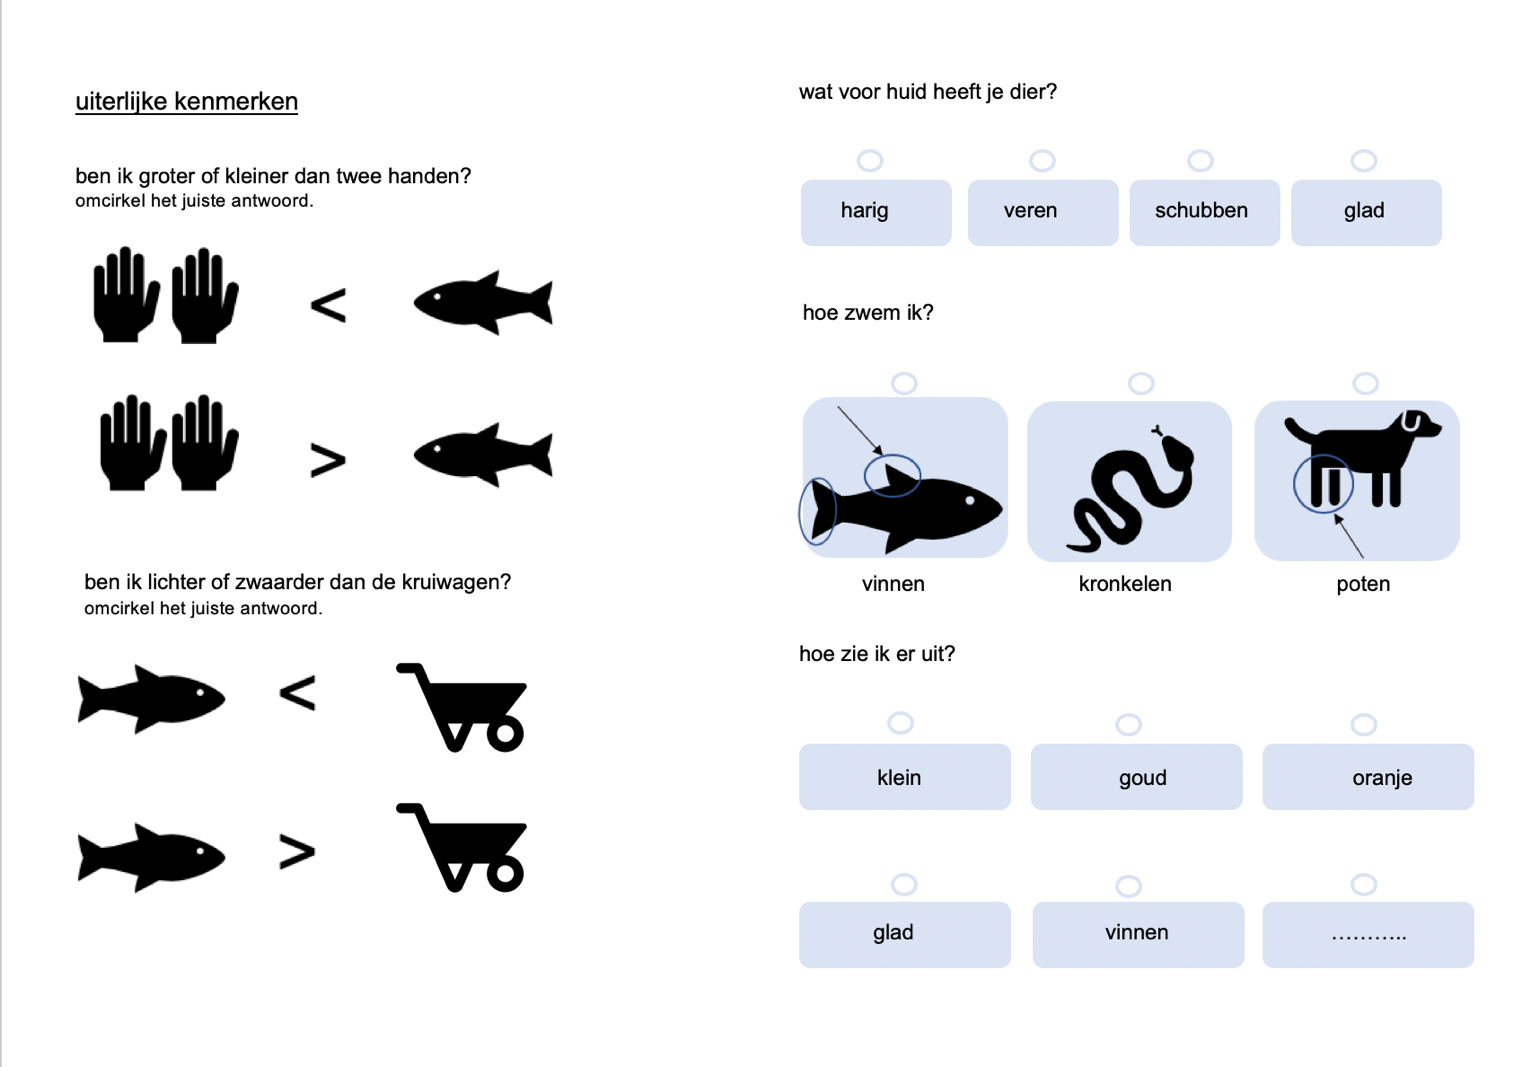 uiterlijke kenmerken
ben ik groter of kleiner dan twee handen?
omcirkel het juiste antwoord.
<
>
ben ik lichter of zwaarder dan de kruiwagen?
omcirkel het juiste antwoord.
<
>
wat voor huid heeft je dier?
harig veren schubben glad
hoe zwem ik?
vinnen kronkelen poten
hoe zie ik er uit?
klein goud oranje
glad vinnen ………..